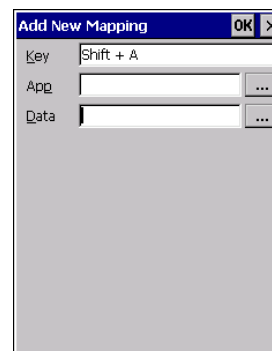 Add New Mapping OK ×
Key Shift + A
App ...
Data ...